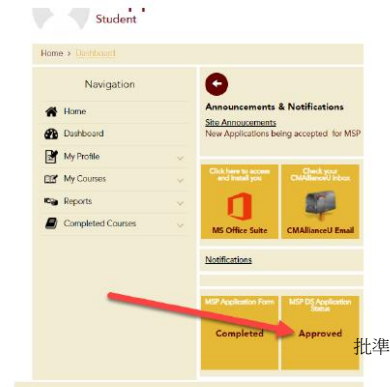 Student
Home > Dashboard
Navigation
Home
Dashboard
My Profile
My Courses
Reports
Completed Courses
Announcements & Notifications
Site Annoucements
New Applications being accepted for MSP
Click here to access
and Install you
MS Office Suite
Check your
CMAllianceU Inbox
CMAllianceU Email
Notifications
MSP Application Form
Completed
MSP DS Application
Status
Approved
批準